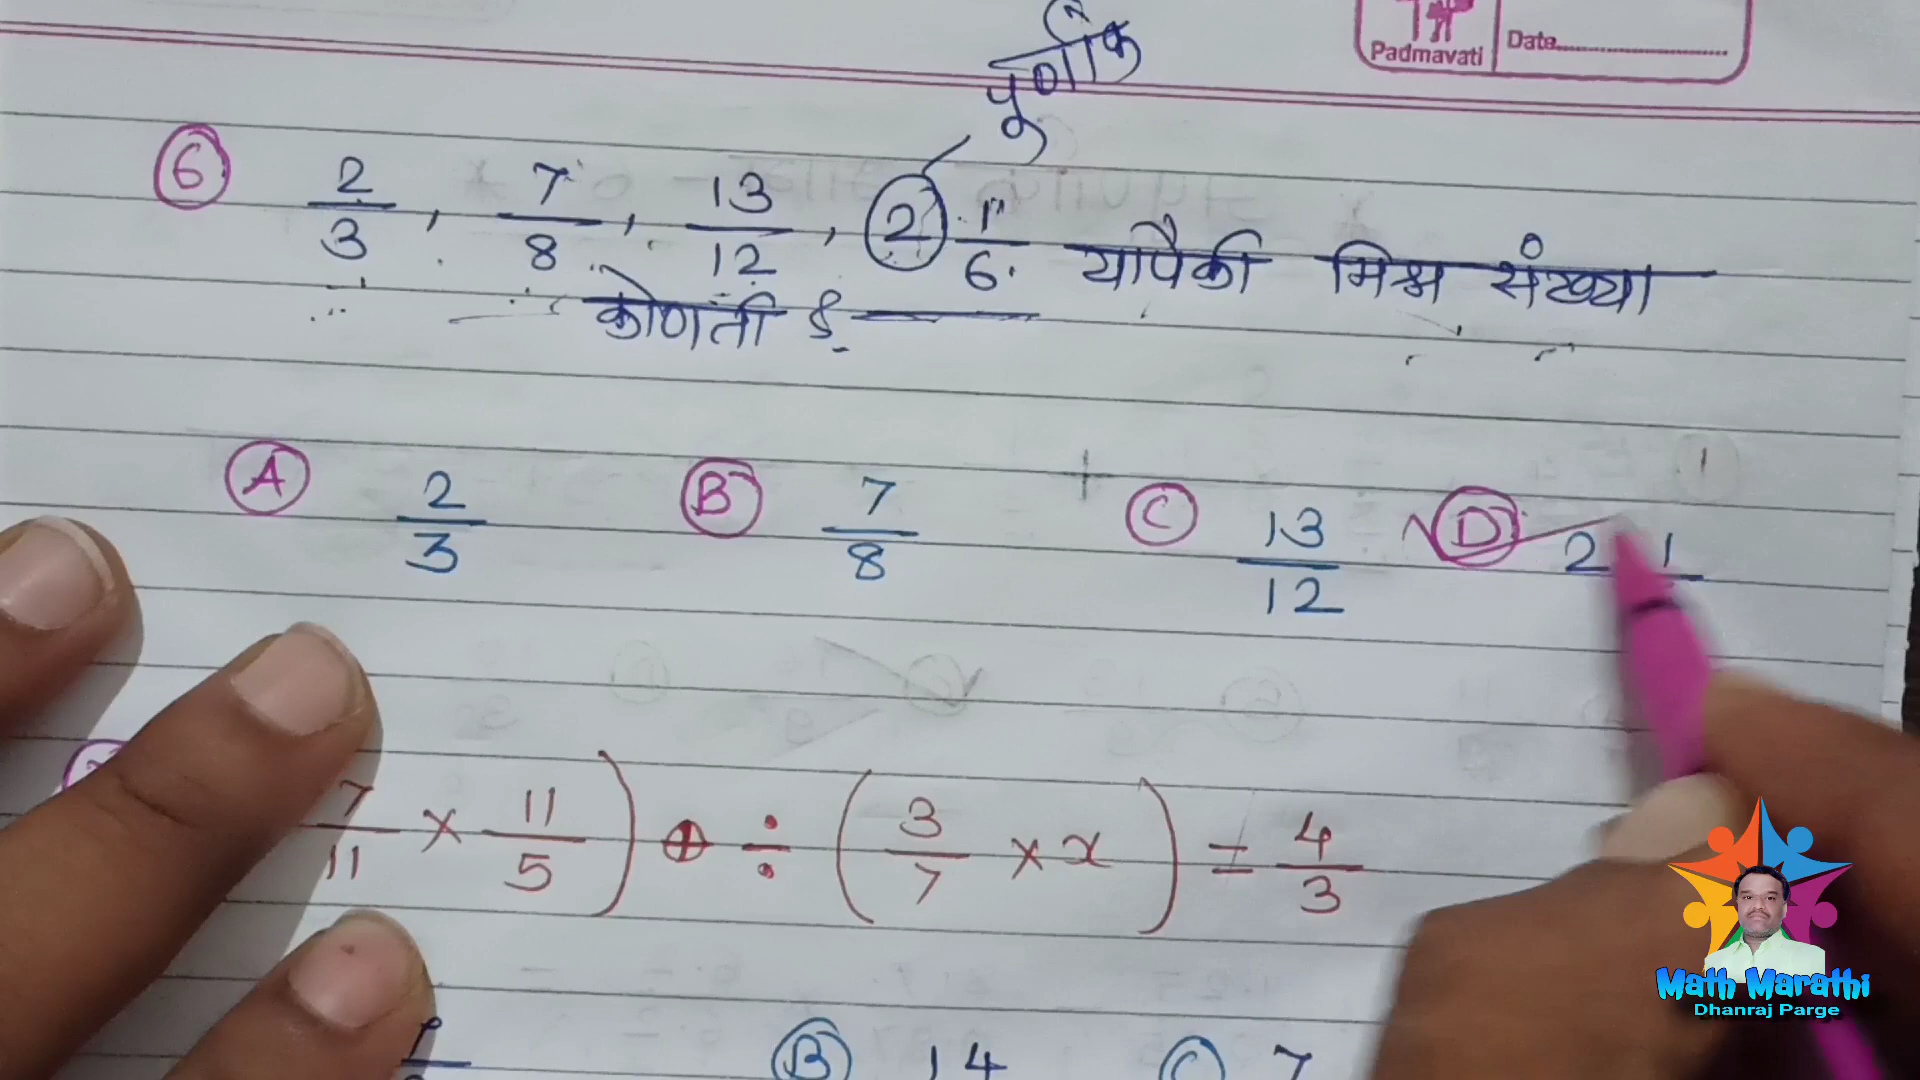 Padmavati
Date
पूर्णांक
6 2/3 , 7/8 , 13/12 , 2 1/6 यापैकी मिश्र संख्या
कोणती ?
A 2/3 B 7/8 C 13/12 D 2 1
7/11 × 11/5 ) ÷ ( 3/7 × x ) = 4/3
B 14 C 7
Math Marathi
Dhanraj Parge